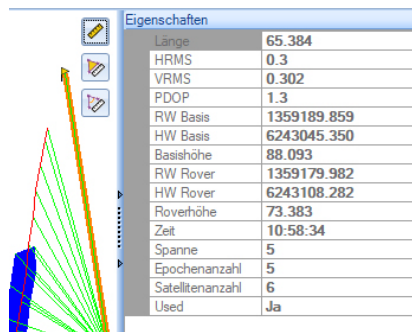 Eigenschaften
Länge 65.384
HRMS 0.3
VRMS 0.302
PDOP 1.3
RW Basis 1359189.859
HW Basis 6243045.350
Basishöhe 88.093
RW Rover 1359179.982
HW Rover 6243108.282
Roverhöhe 73.383
Zeit 10:58:34
Spanne 5
Epochenanzahl 5
Satellitenanzahl 6
Used Ja